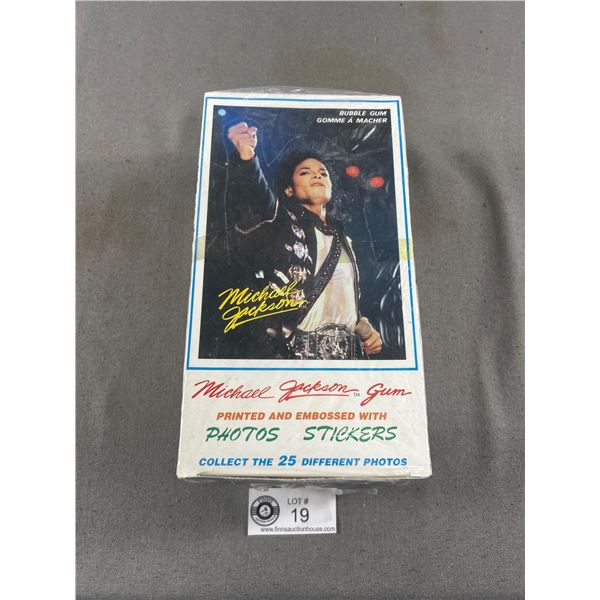 BUBBLE GUM
GOMME À MACHER
Michael
Jackson
Michael Jackson TM Gum
PRINTED AND EMBOSSED WITH
PHOTOS STICKERS
COLLECT THE 25 DIFFERENT PHOTOS
LOT #
19
www.finnsauctionhouse.com